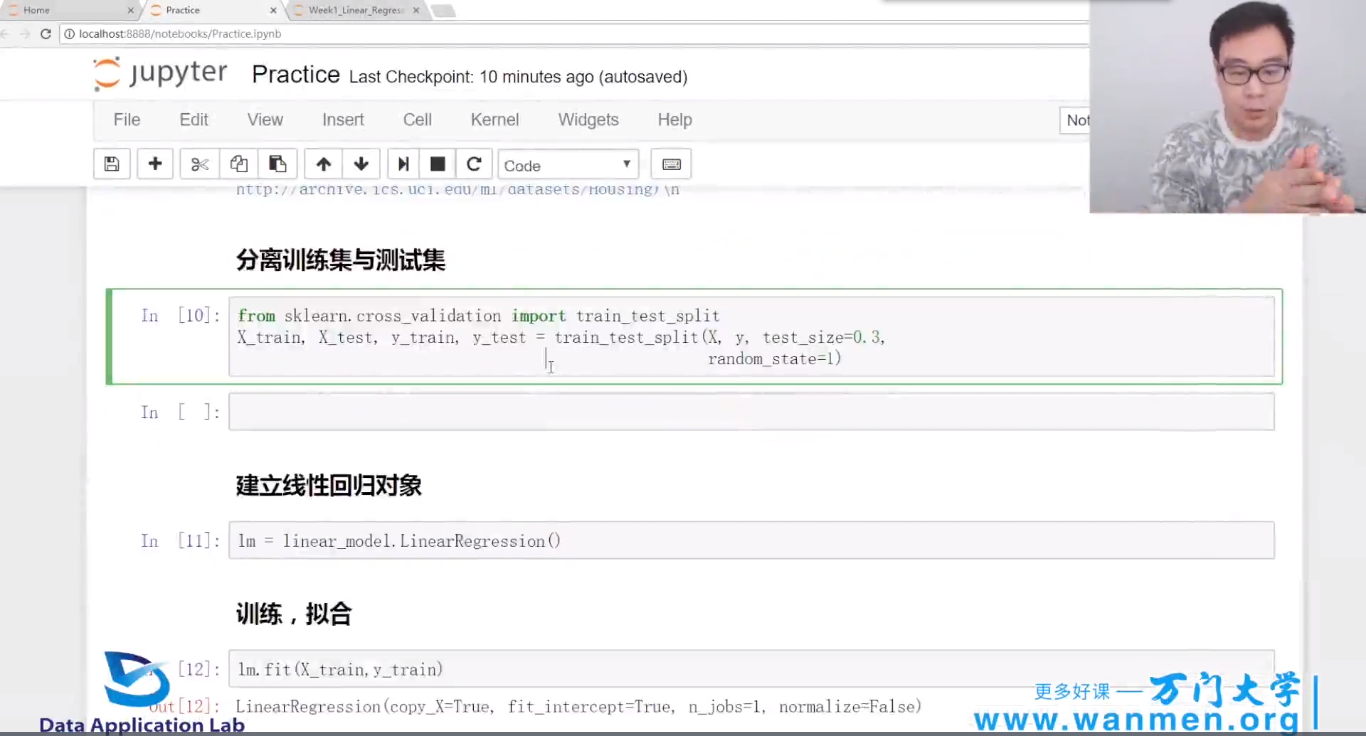 Home
Practice
Week1_Linear_Regress
localhost:8888/notebooks/Practice.ipynb
jupyter Practice Last Checkpoint: 10 minutes ago (autosaved)
File Edit View Insert Cell Kernel Widgets Help
Not
Code
http://archive.ics.uci.edu/ml/datasets/Housing)\n
分离训练集与测试集
In [10]: from sklearn.cross_validation import train_test_split
X_train, X_test, y_train, y_test = train_test_split(X, y, test_size=0.3,
random_state=1)
In [ ]:
建立线性回归对象
In [11]: lm = linear_model.LinearRegression()
训练，拟合
[12]: lm.fit(X_train,y_train)
Out[12]: LinearRegression(copy_X=True, fit_intercept=True, n_jobs=1, normalize=False)
更多好课 — 万门大学
www.wanmen.org
Data Application Lab